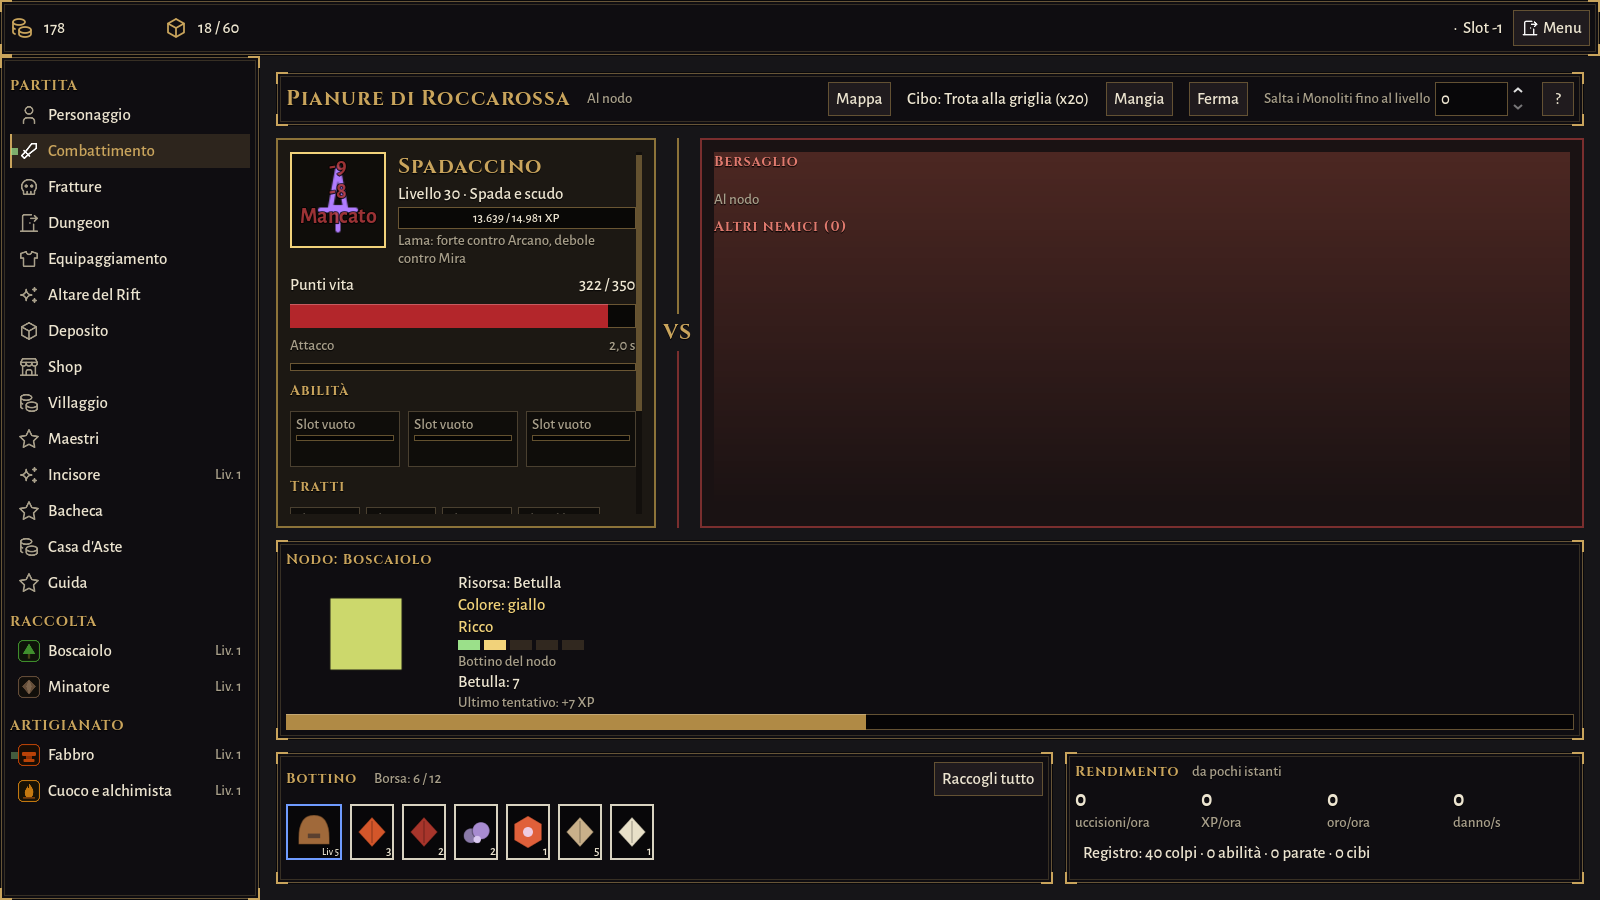 178
18 / 60
· Slot -1
Menu
PARTITA
Personaggio
Combattimento
Fratture
Dungeon
Equipaggiamento
Altare del Rift
Deposito
Shop
Villaggio
Maestri
Incisore Liv. 1
Bacheca
Casa d'Aste
Guida
RACCOLTA
Boscaiolo Liv. 1
Minatore Liv. 1
ARTIGIANATO
Fabbro Liv. 1
Cuoco e alchimista Liv. 1
PIANURE DI ROCCAROSSA Al nodo
Mappa
Cibo: Trota alla griglia (x20)
Mangia
Ferma
Salta i Monoliti fino al livello 0
?
-9
-8
Mancato
SPADACCINO
Livello 30 · Spada e scudo
13.639 / 14.981 XP
Lama: forte contro Arcano, debole
contro Mira
Punti vita 322 / 350
Attacco 2,0 s
ABILITÀ
Slot vuoto Slot vuoto Slot vuoto
TRATTI
VS
BERSAGLIO
Al nodo
ALTRI NEMICI (0)
NODO: BOSCAIOLO
Risorsa: Betulla
Colore: giallo
Ricco
Bottino del nodo
Betulla: 7
Ultimo tentativo: +7 XP
BOTTINO Borsa: 6 / 12
Raccogli tutto
Liv 5 3 2 2 1 5 1
RENDIMENTO da pochi istanti
0 0 0 0
uccisioni/ora XP/ora oro/ora danno/s
Registro: 40 colpi · 0 abilità · 0 parate · 0 cibi